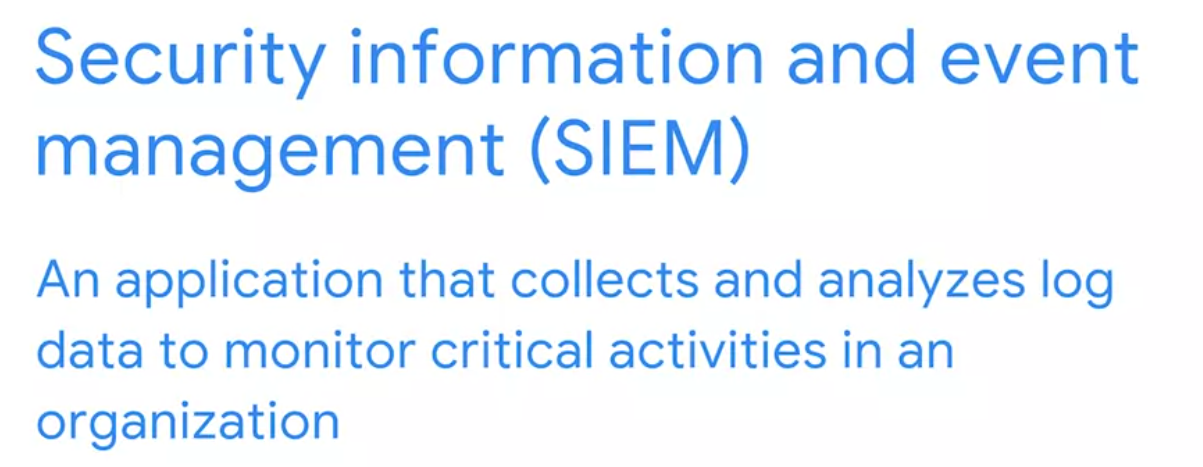 Security information and event
management (SIEM)
An application that collects and analyzes log
data to monitor critical activities in an
organization